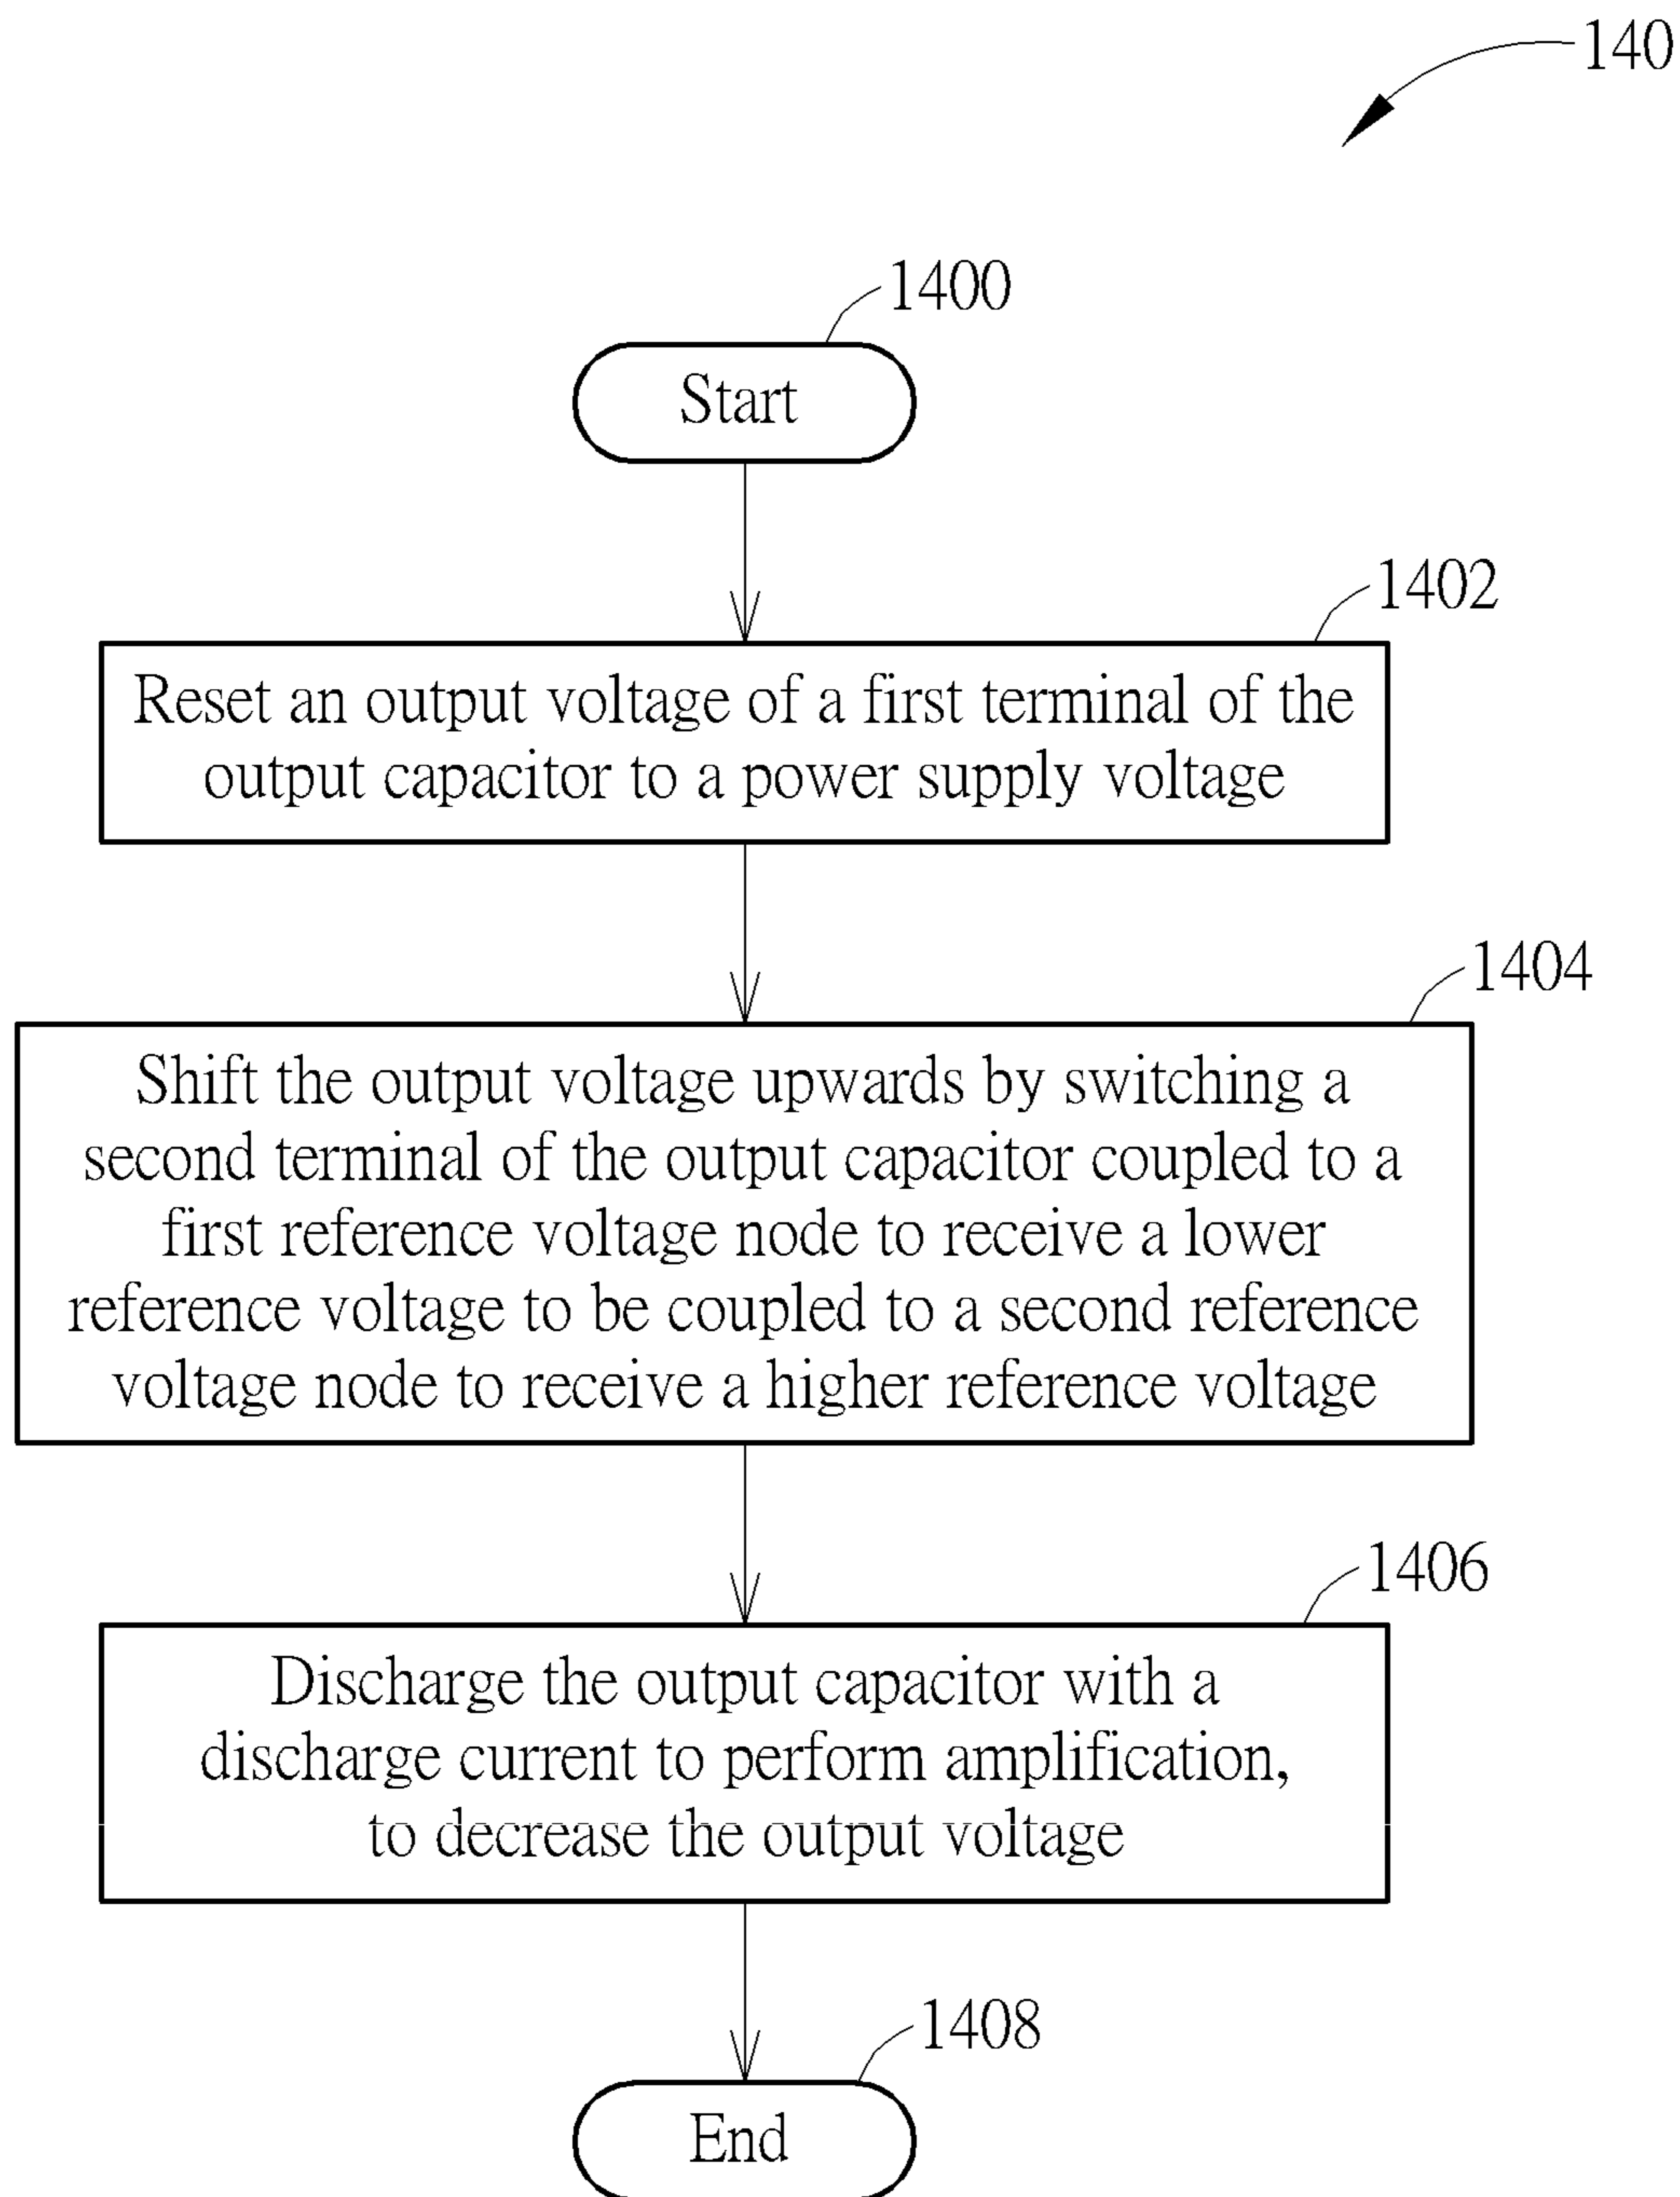 140
1400
Start
1402
Reset an output voltage of a first terminal of the
output capacitor to a power supply voltage
1404
Shift the output voltage upwards by switching a
second terminal of the output capacitor coupled to a
first reference voltage node to receive a lower
reference voltage to be coupled to a second reference
voltage node to receive a higher reference voltage
1406
Discharge the output capacitor with a
discharge current to perform amplification,
to decrease the output voltage
1408
End